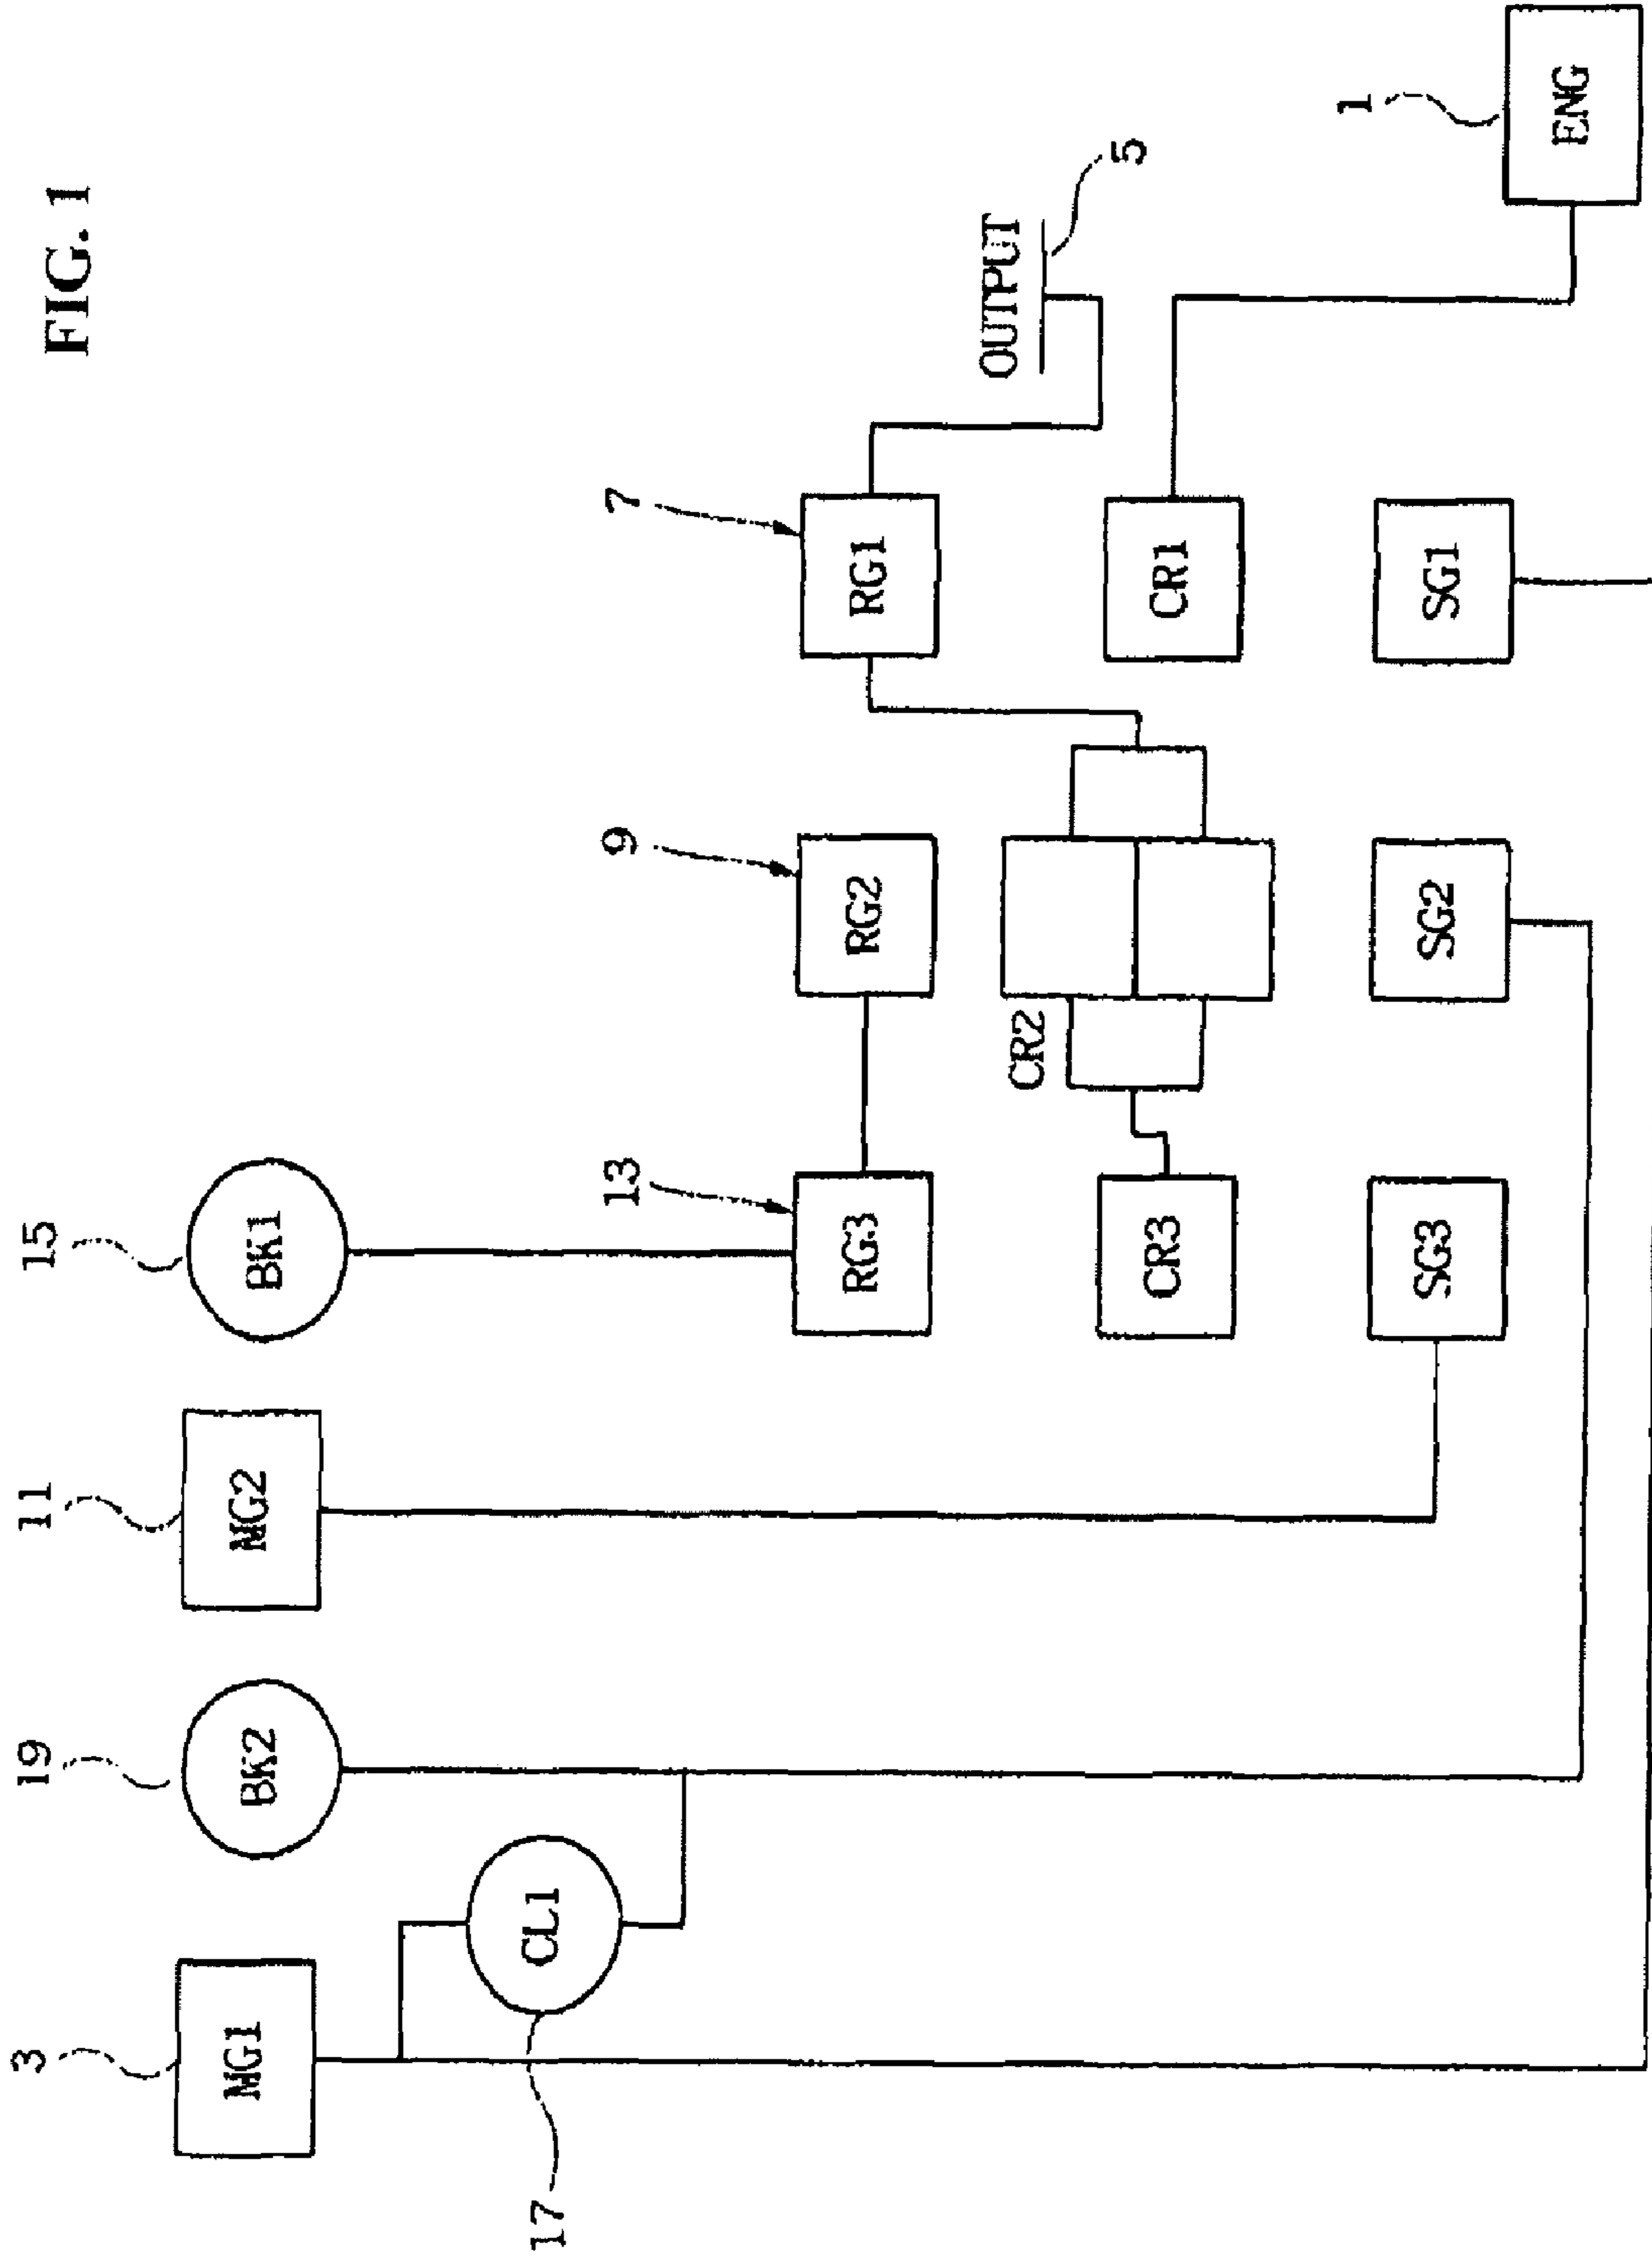 FIG. 1
3
19
11
15
MG1
BK2
MG2
BK1
17
CL1
13
9
7
RG3
RG2
RG1
OUTPUT
5
CR2
CR3
CR1
1
SG3
SG2
SG1
ENG